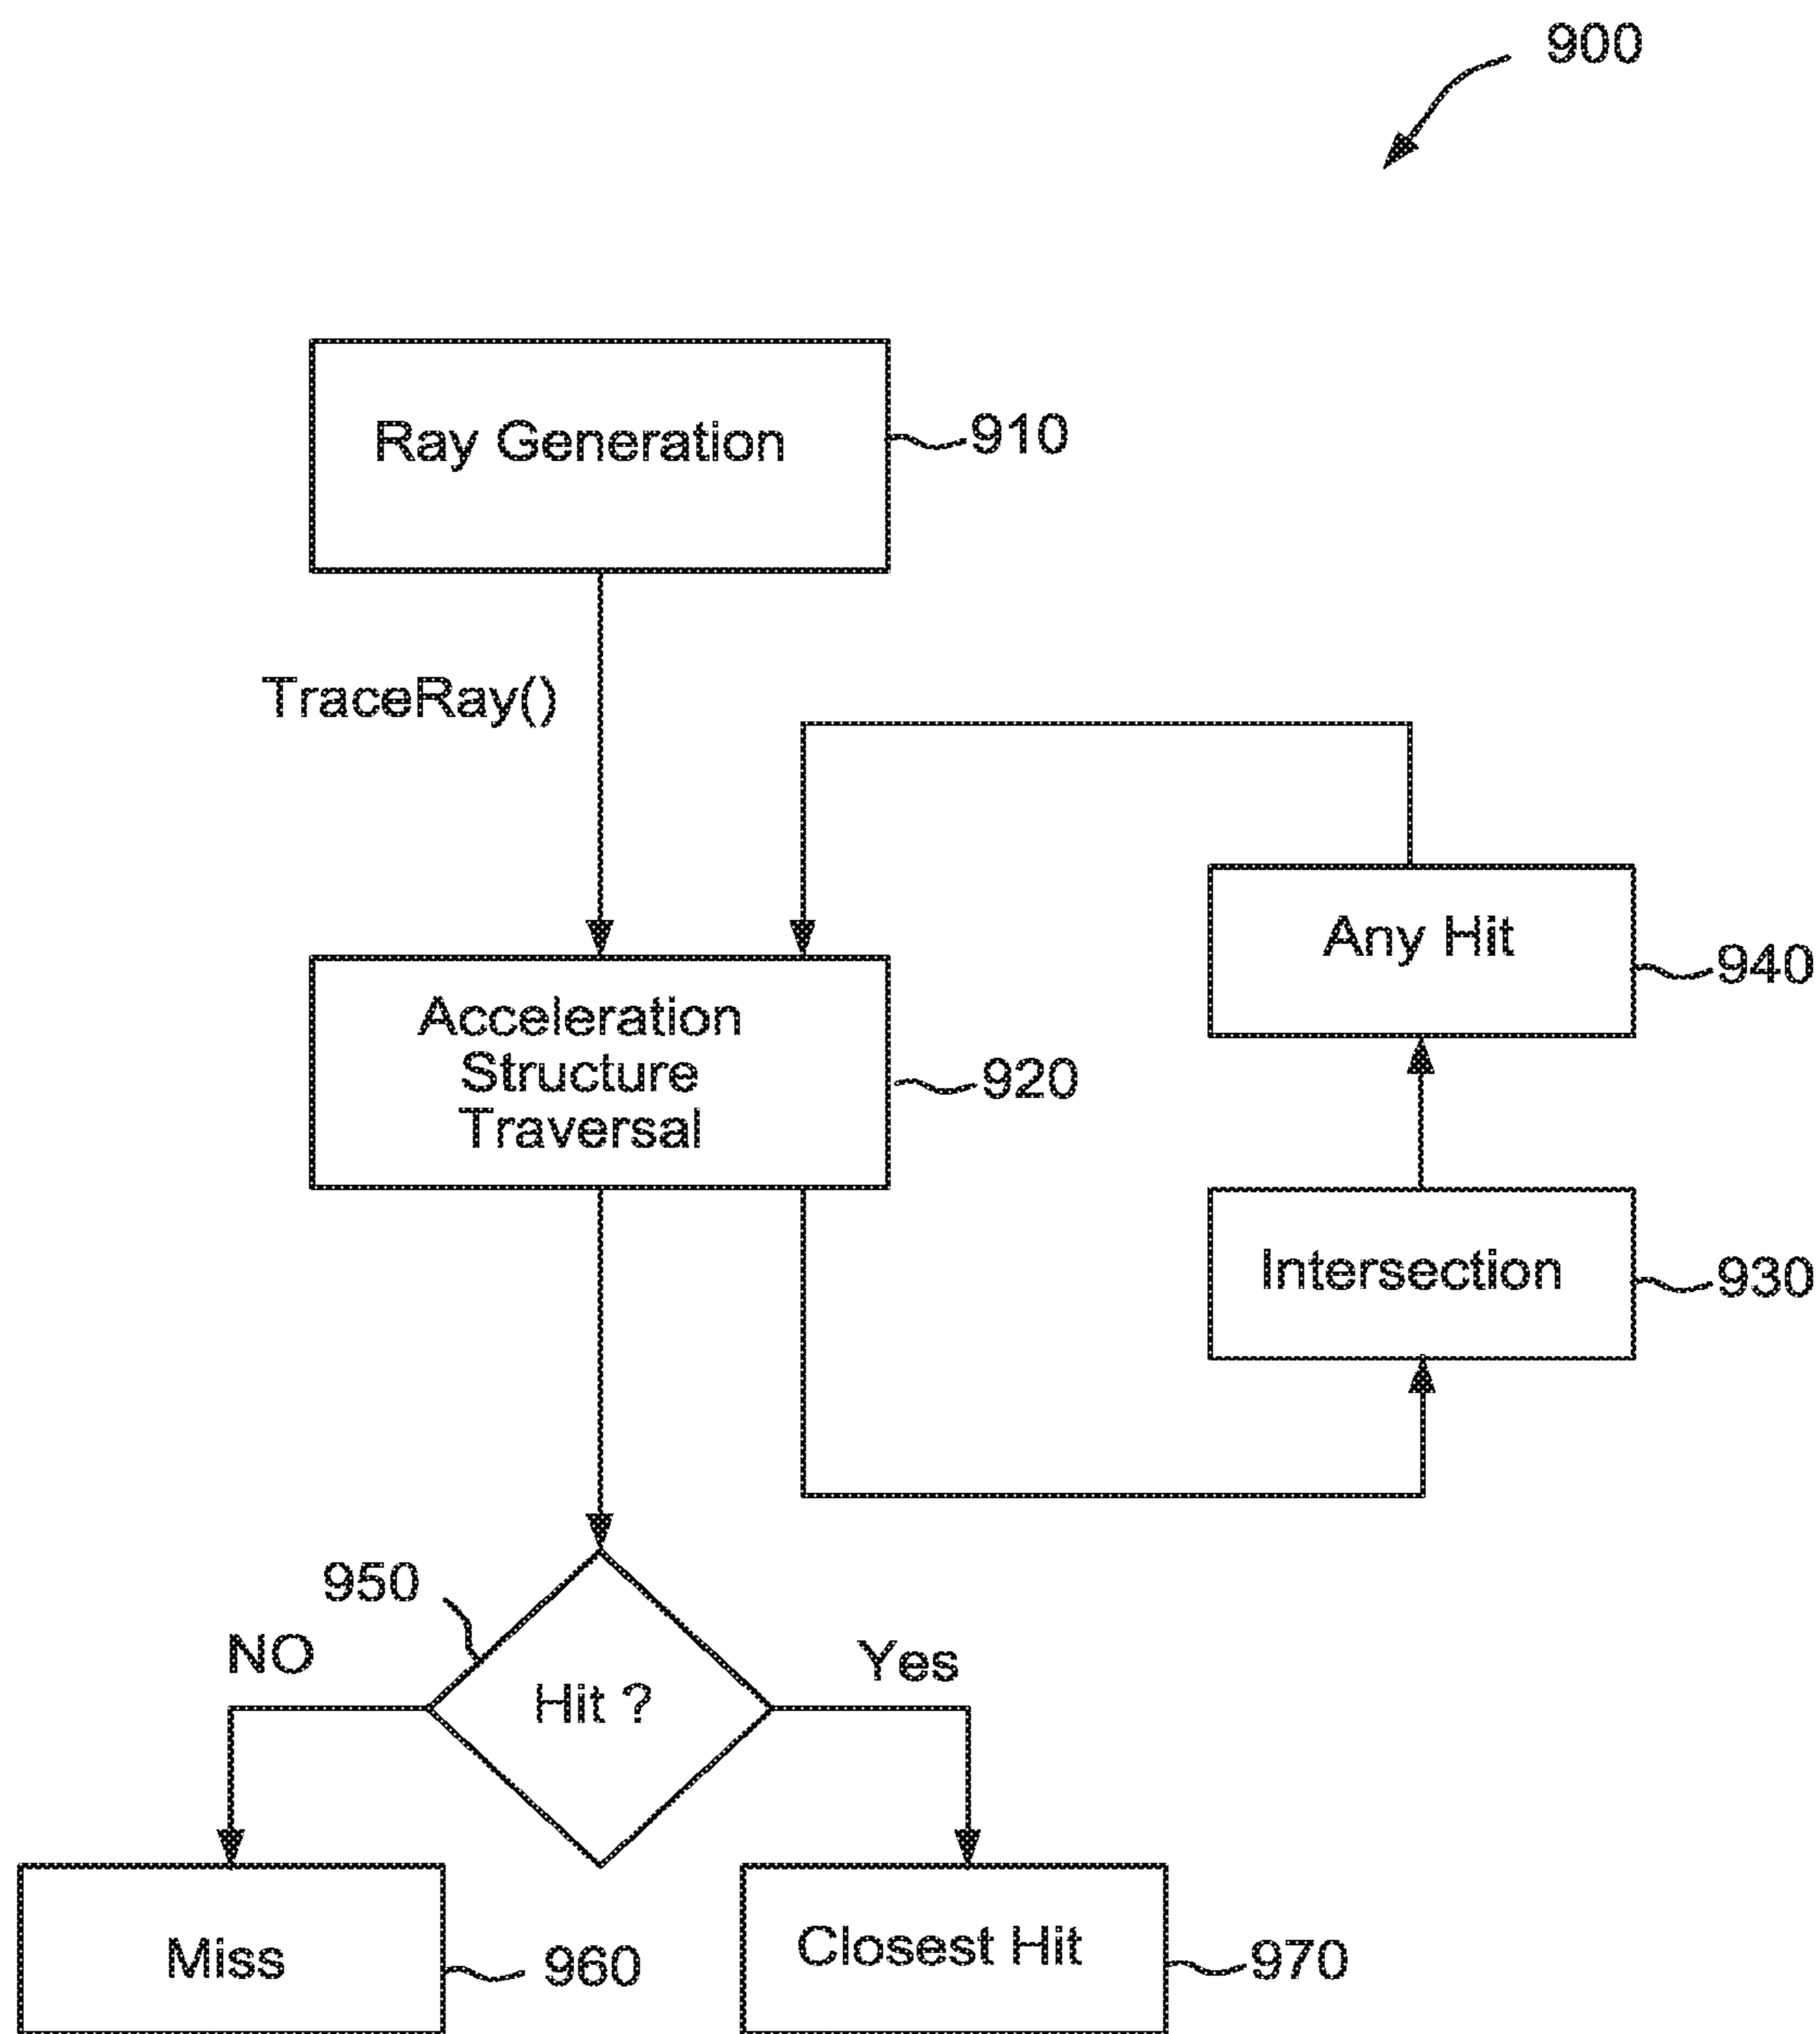 900
Ray Generation
910
TraceRay()
Any Hit
940
Acceleration
Structure
Traversal
920
Intersection
930
950
NO
Yes
Hit ?
Miss
960
Closest Hit
970